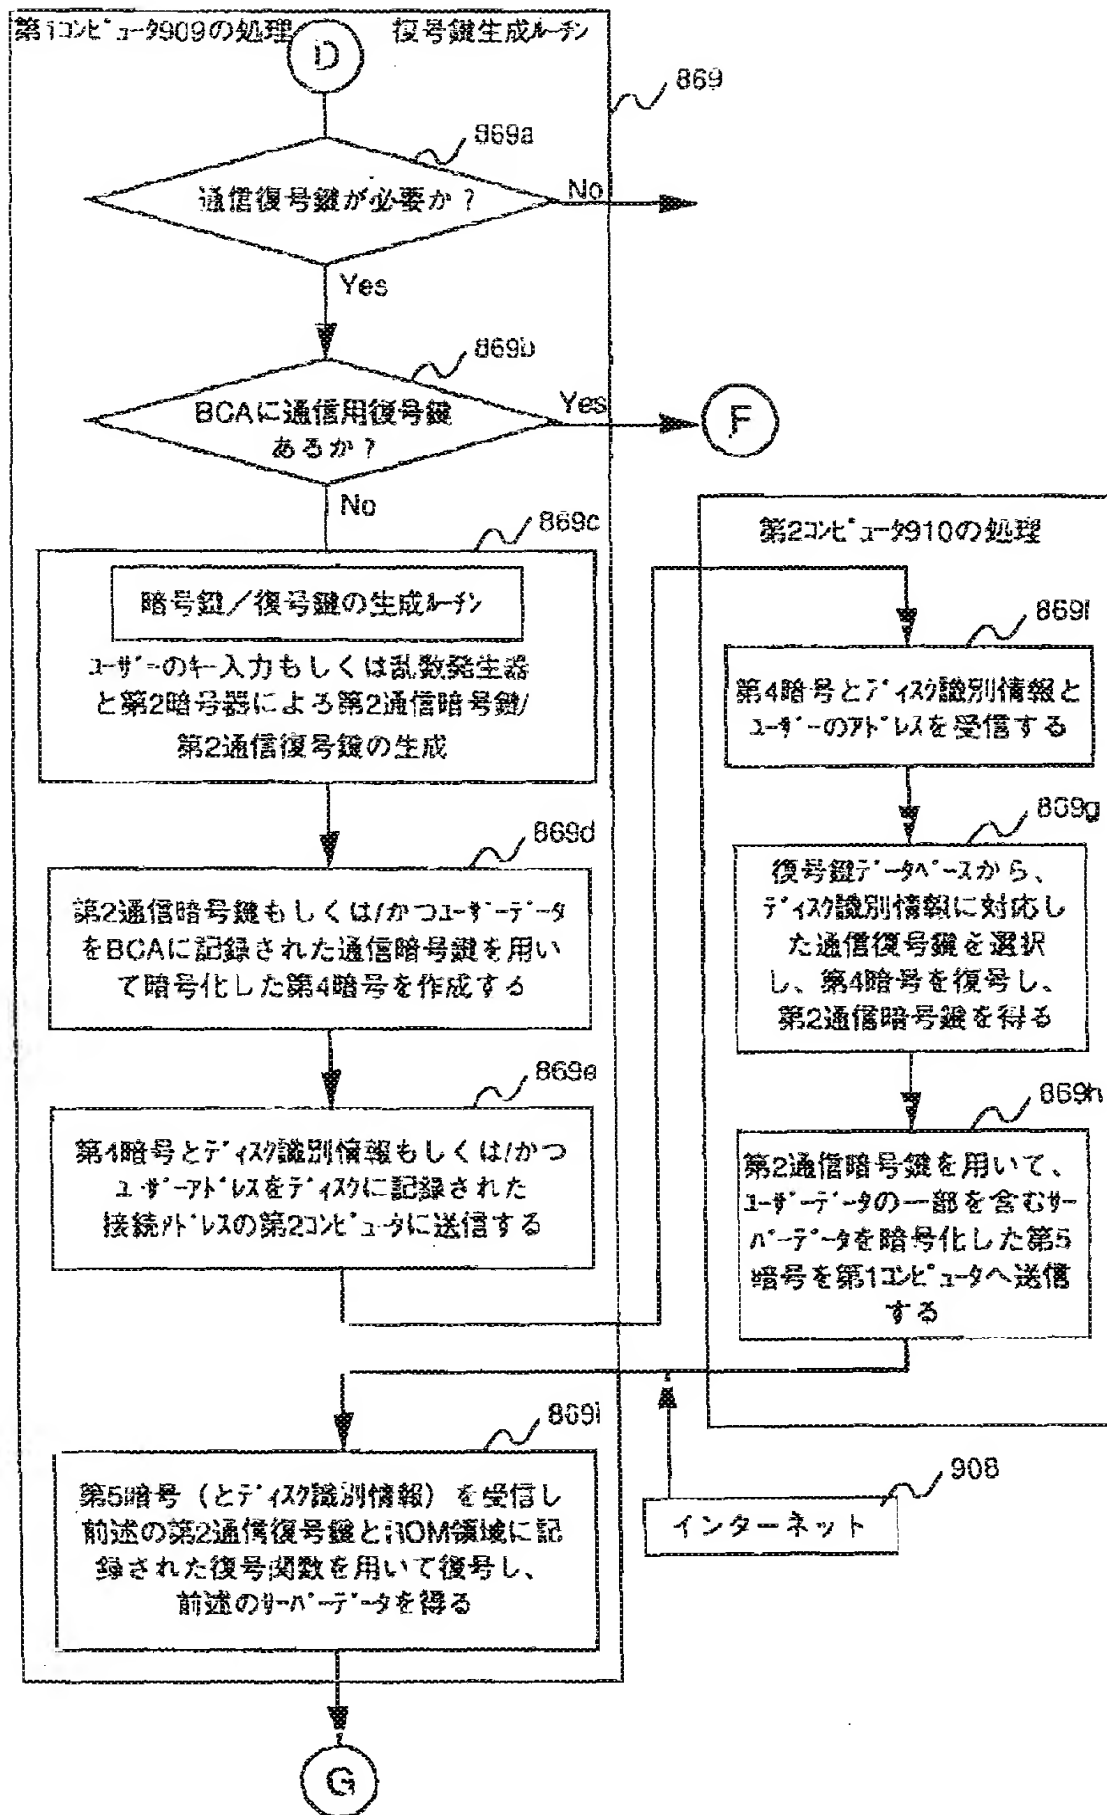 第1ｺﾝﾋﾟｭｰﾀ909の処理
復号鍵生成ﾙｰﾁﾝ
D
869
869a
通信復号鍵が必要か？
No
Yes
869b
BCAに通信用復号鍵
あるか？
Yes
F
No
869c
暗号鍵／復号鍵の生成ﾙｰﾁﾝ
ﾕｰｻﾞｰのｷｰ入力もしくは乱数発生器
と第2暗号器による第2通信暗号鍵/
第2通信復号鍵の生成
869d
第2通信暗号鍵もしくは/かつﾕｰｻﾞｰﾃﾞｰﾀ
をBCAに記録された通信暗号鍵を用い
て暗号化した第4暗号を作成する
869e
第4暗号とﾃﾞｨｽｸ識別情報もしくは/かつ
ﾕｰｻﾞｰｱﾄﾞﾚｽをﾃﾞｨｽｸに記録された
接続ｱﾄﾞﾚｽの第2ｺﾝﾋﾟｭｰﾀに送信する
第2ｺﾝﾋﾟｭｰﾀ910の処理
869f
第4暗号とﾃﾞｨｽｸ識別情報と
ﾕｰｻﾞｰのｱﾄﾞﾚｽを受信する
869g
復号鍵ﾃﾞｰﾀﾍﾞｰｽから、
ﾃﾞｨｽｸ識別情報に対応し
た通信復号鍵を選択
し、第4暗号を復号し、
第2通信暗号鍵を得る
869h
第2通信暗号鍵を用いて、
ﾕｰｻﾞｰﾃﾞｰﾀの一部を含むｻｰ
ﾊﾞｰﾃﾞｰﾀを暗号化した第5
暗号を第1ｺﾝﾋﾟｭｰﾀへ送信
する
869i
第5暗号（とﾃﾞｨｽｸ識別情報）を受信し
前述の第2通信復号鍵とROM領域に記
録された復号関数を用いて復号し、
前述のｻｰﾊﾞｰﾃﾞｰﾀを得る
908
インターネット
G